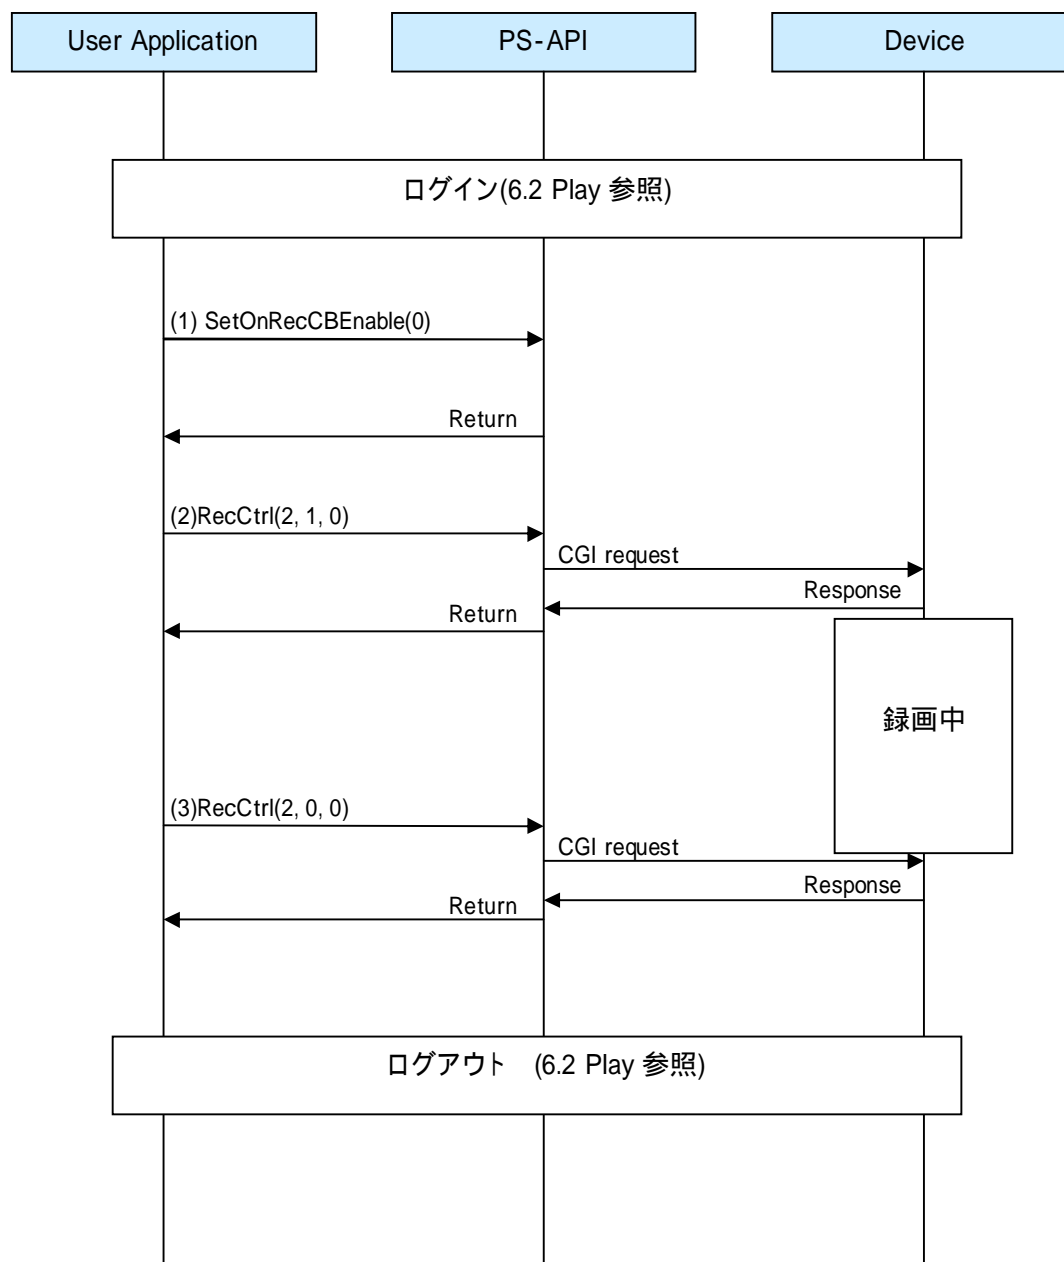 User Application
PS-API
Device
ログイン(6.2 Play 参照)
(1) SetOnRecCBEnable(0)
Return
(2)RecCtrl(2, 1, 0)
CGI request
Response
Return
録画中
(3)RecCtrl(2, 0, 0)
CGI request
Response
Return
ログアウト (6.2 Play 参照)